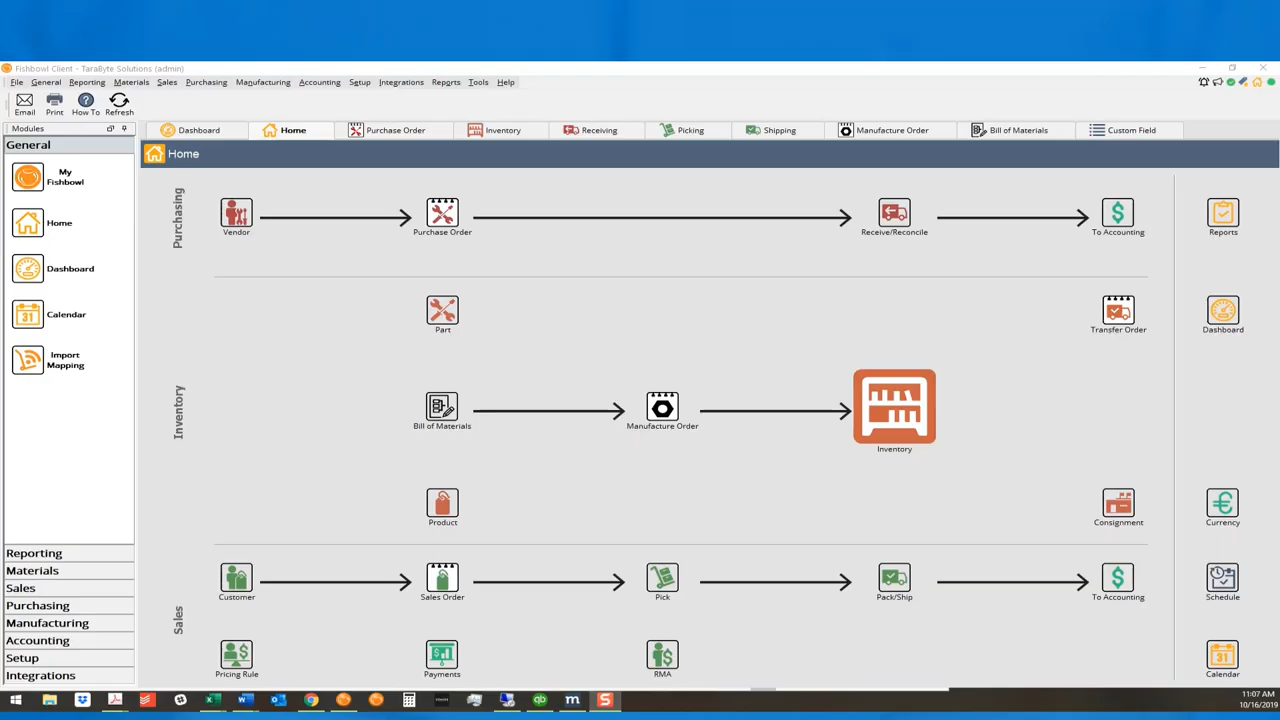 Fishbowl Client - TaraByte Solutions (admin)
File General Reporting Materials Sales Purchasing Manufacturing Accounting Setup Integrations Reports Tools Help
Email Print How To Refresh
Modules
Dashboard Home Purchase Order Inventory Receiving Picking Shipping Manufacture Order Bill of Materials Custom Field
General
Home
My
Fishbowl
Home
Dashboard
Calendar
31
Import
Mapping
Reporting
Materials
Sales
Purchasing
Manufacturing
Accounting
Setup
Integrations
Purchasing
Vendor Purchase Order Receive/Reconcile To Accounting Reports
Part Transfer Order Dashboard
Inventory
Bill of Materials Manufacture Order Inventory
Product Consignment Currency
Sales
Customer Sales Order Pick Pack/Ship To Accounting Schedule
31
Pricing Rule Payments RMA Calendar
11:07 AM
10/16/2019